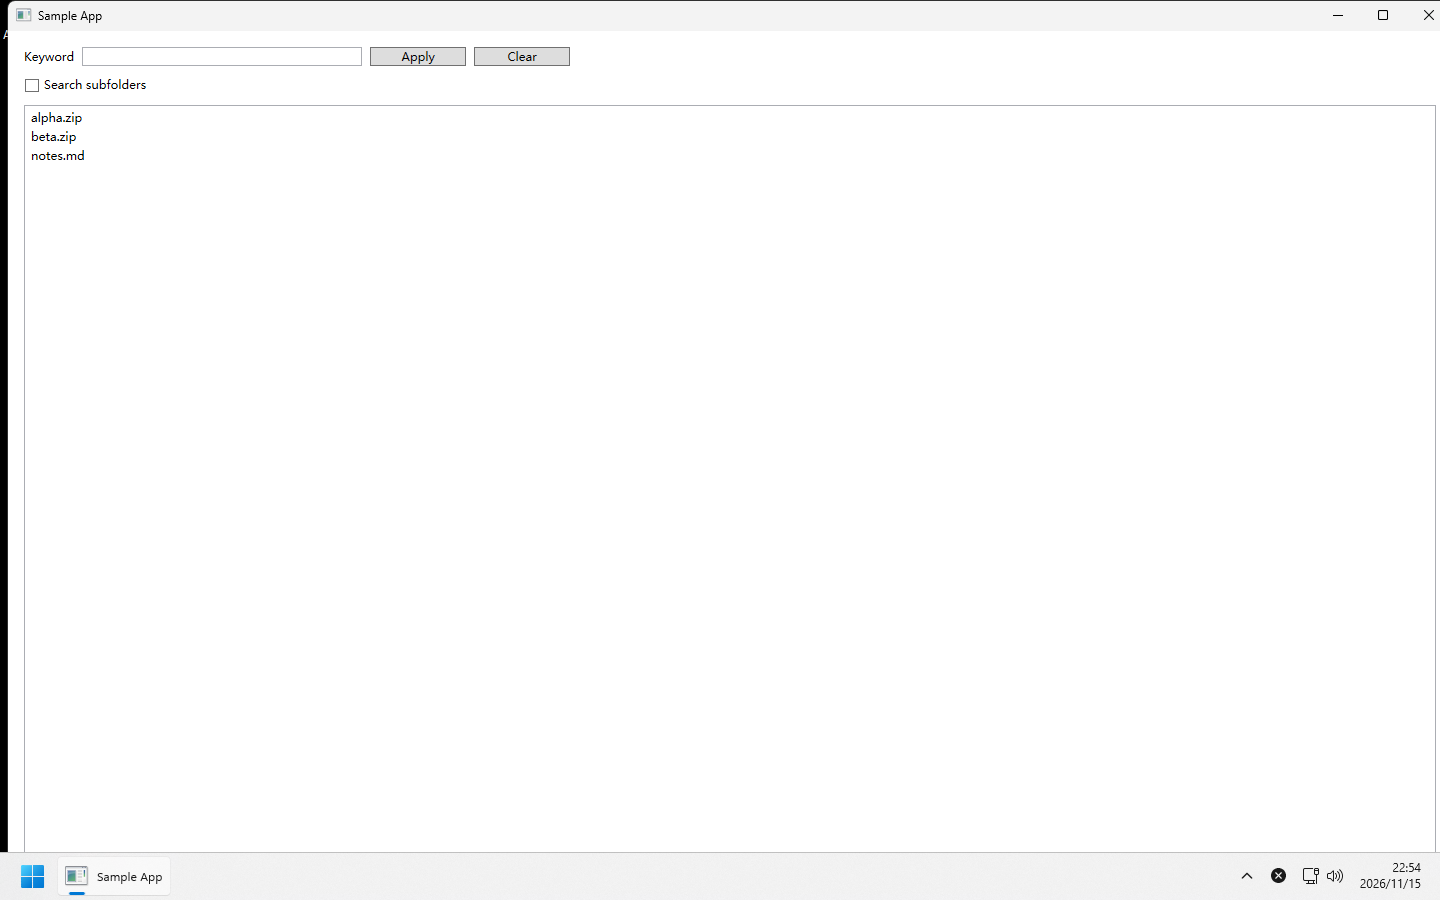 Sample App
Keyword Apply Clear
Search subfolders
alpha.zip
beta.zip
notes.md
Sample App
22:54
2026/11/15